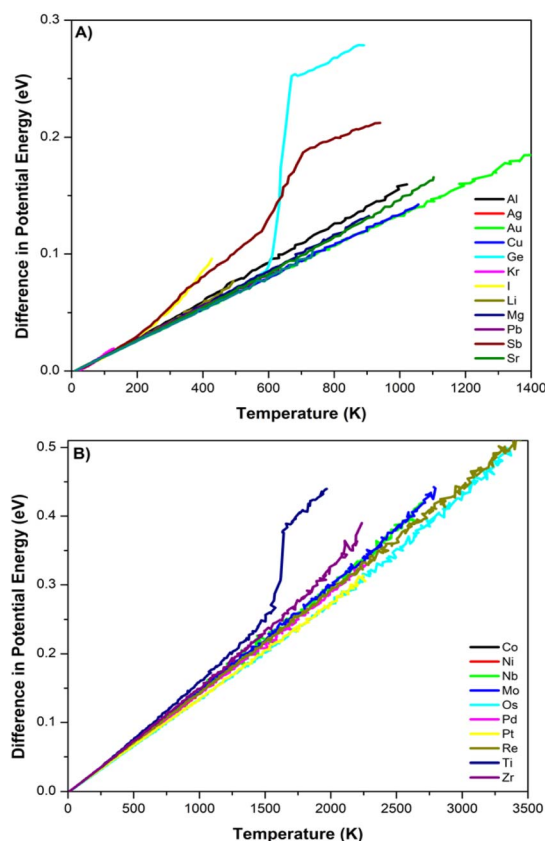 A)
0.3
0.2
0.1
0.0
Difference in Potential Energy (eV)
0 200 400 600 800 1000 1200 1400
Temperature (K)
Al
Ag
Au
Cu
Ge
Kr
I
Li
Mg
Pb
Sb
Sr
B)
0.5
0.4
0.3
0.2
0.1
0.0
Difference in Potential Energy (eV)
0 500 1000 1500 2000 2500 3000 3500
Temperature (K)
Co
Ni
Nb
Mo
Os
Pd
Pt
Re
Ti
Zr